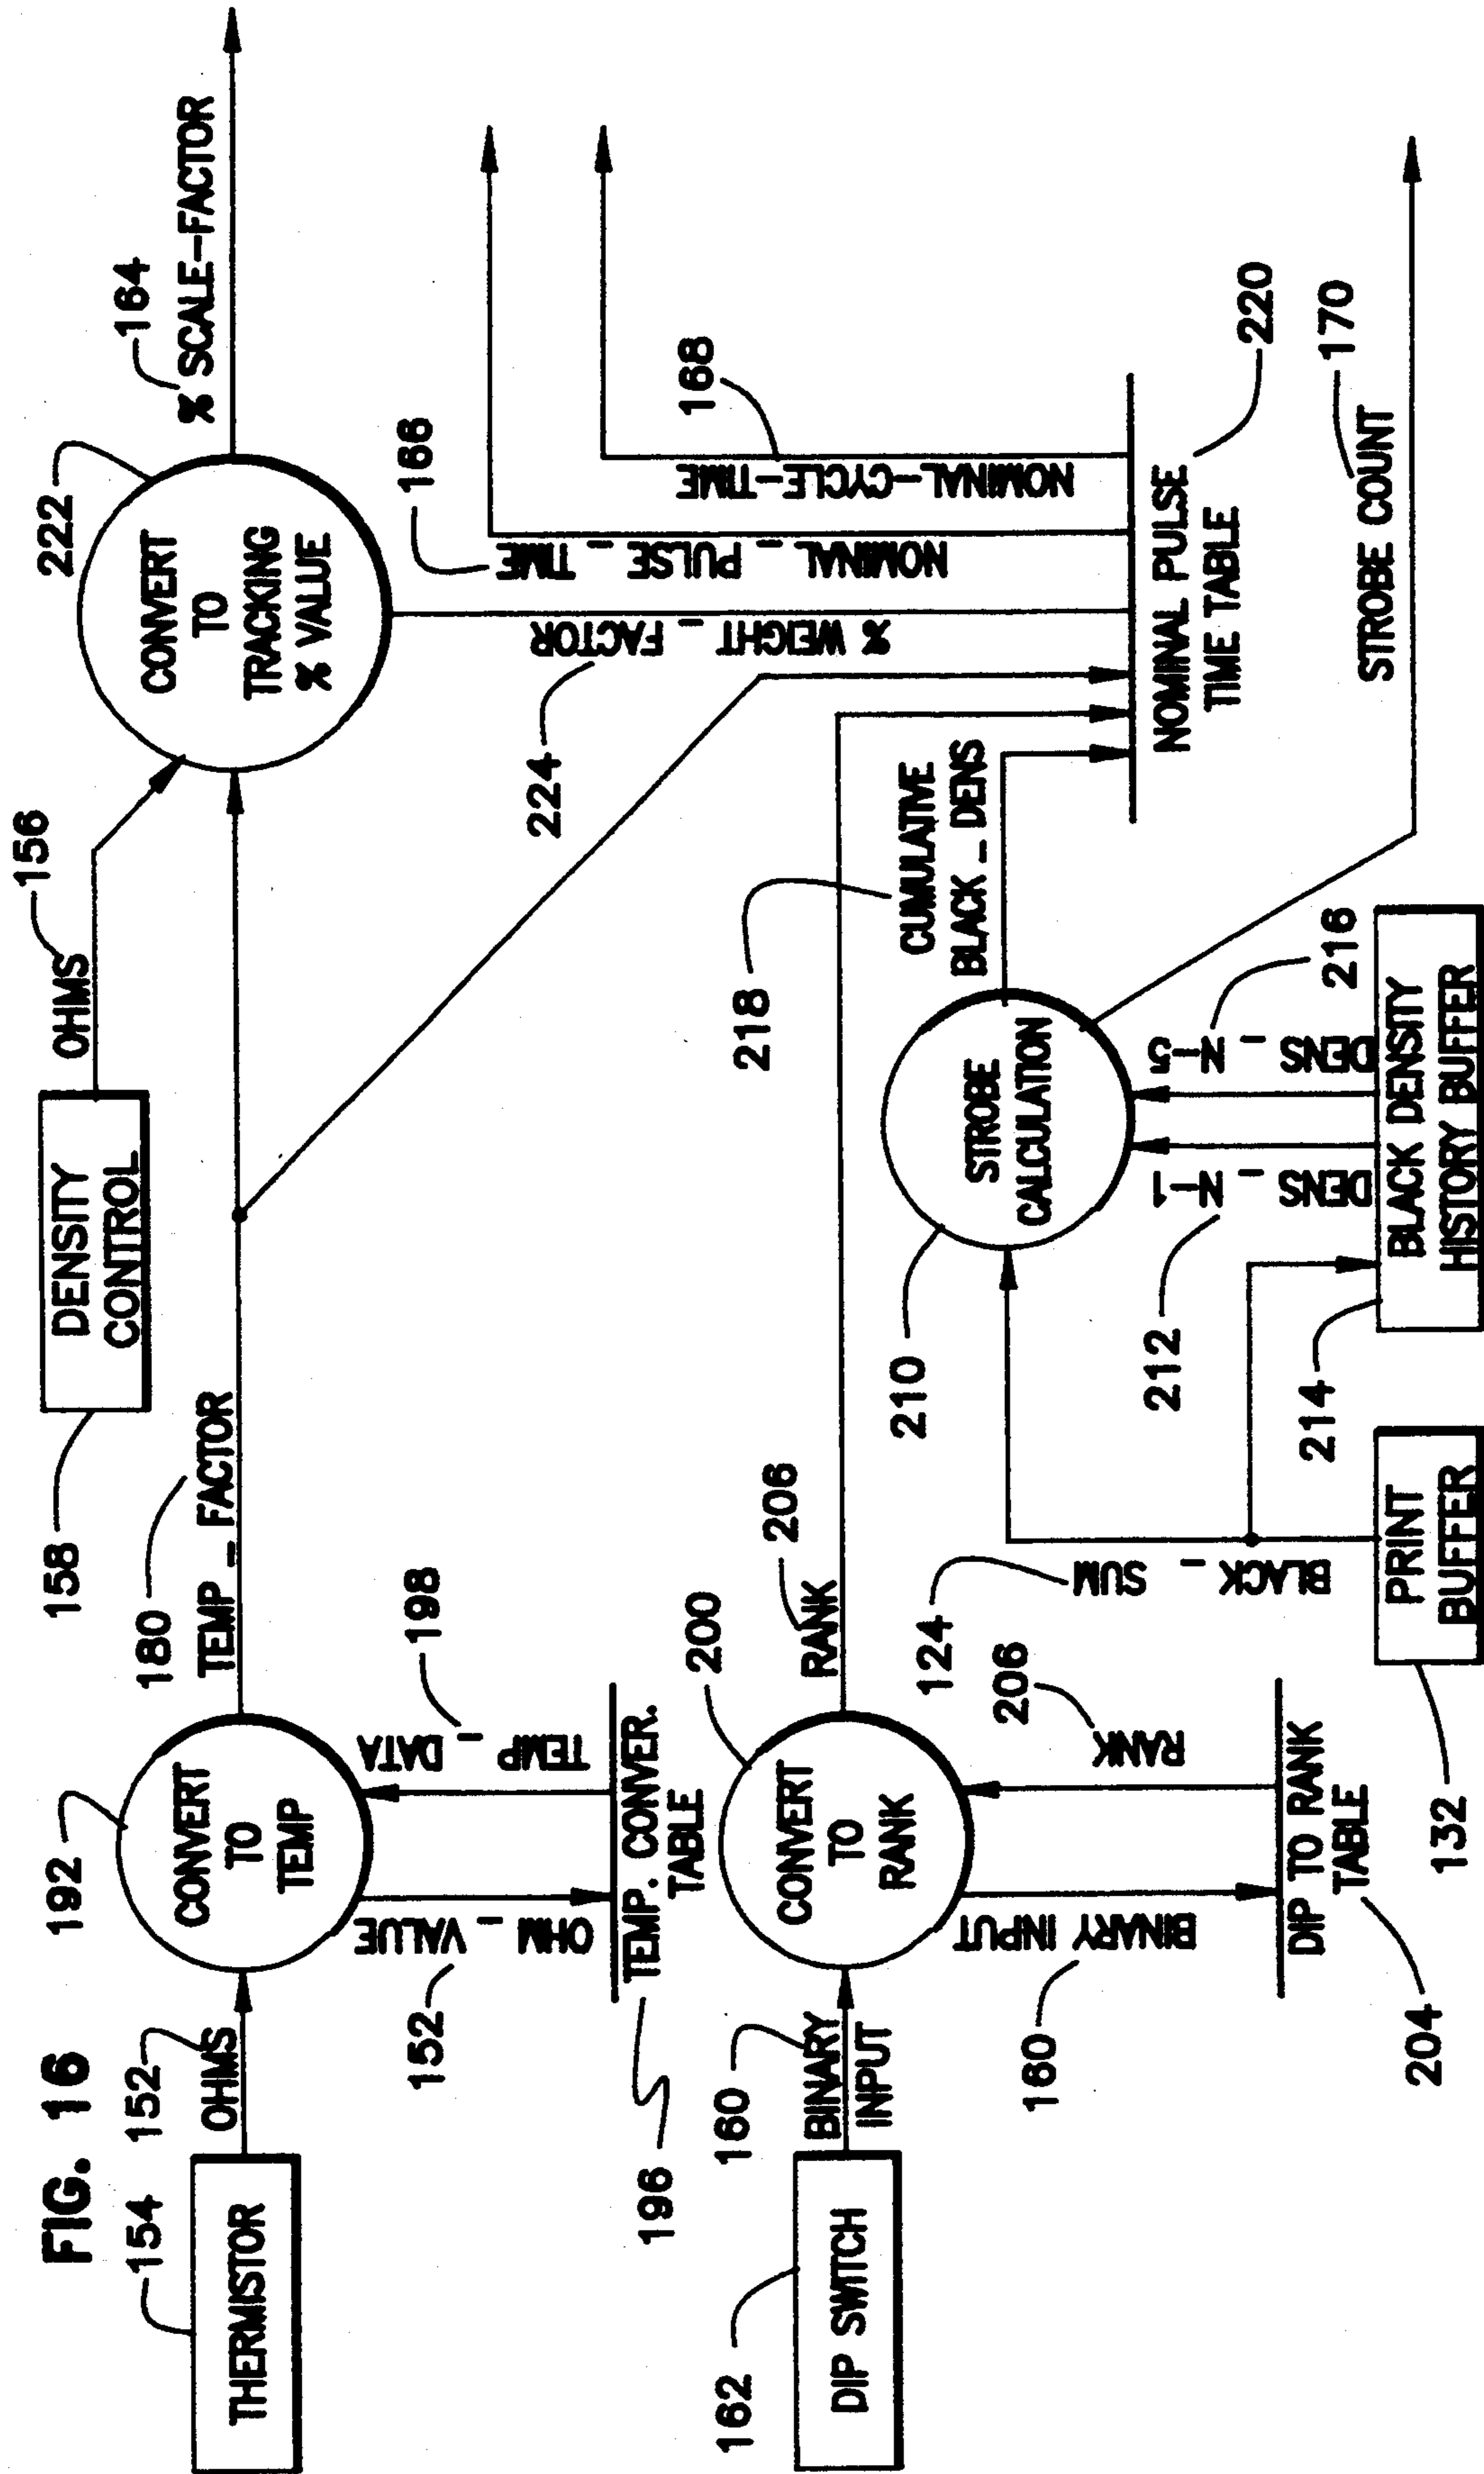 FIG. 16
154
THERMISTOR
152
OHMS
192
CONVERT
TO
TEMP
152
OHM _ VALUE
TEMP _ DATA
198
196
TEMP. CONVER.
TABLE
180
TEMP _ FACTOR
158
DENSITY
CONTROL
OHMS
156
222
CONVERT
TO
TRACKING
% VALUE
164
% SCALE-FACTOR
162
DIP SWITCH
160
BINARY
INPUT
200
CONVERT
TO
RANK
160
BINARY INPUT
RANK
206
204
DIP TO RANK
TABLE
RANK
206
124
BLACK _ SUM
132
PRINT
BUFFER
210
STROBE
CALCULATION
212
DENS _ N-1
DENS _ N-5
216
214
BLACK DENSITY
HISTORY BUFFER
218
CUMULATIVE
BLACK _ DENS
224
% WEIGHT _ FACTOR
166
NOMINAL _ PULSE _ TIME
NOMINAL-CYCLE-TIME
168
NOMINAL PULSE
TIME TABLE
220
STROBE COUNT
170